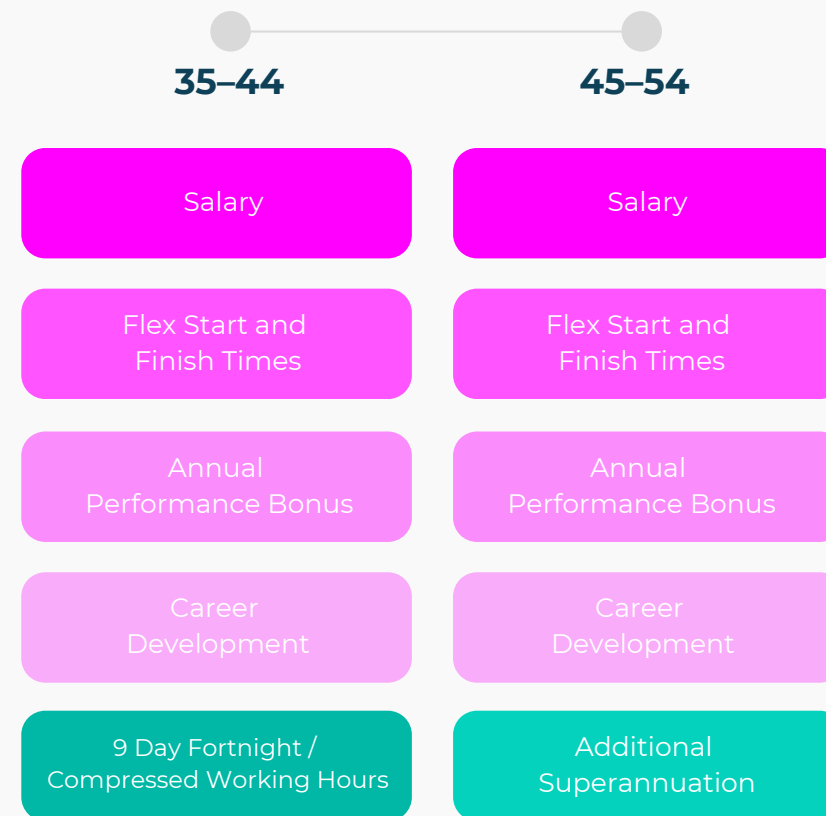 35–44
45–54
Salary
Salary
Flex Start and
Finish Times
Flex Start and
Finish Times
Annual
Performance Bonus
Annual
Performance Bonus
Career
Development
Career
Development
9 Day Fortnight /
Compressed Working Hours
Additional
Superannuation